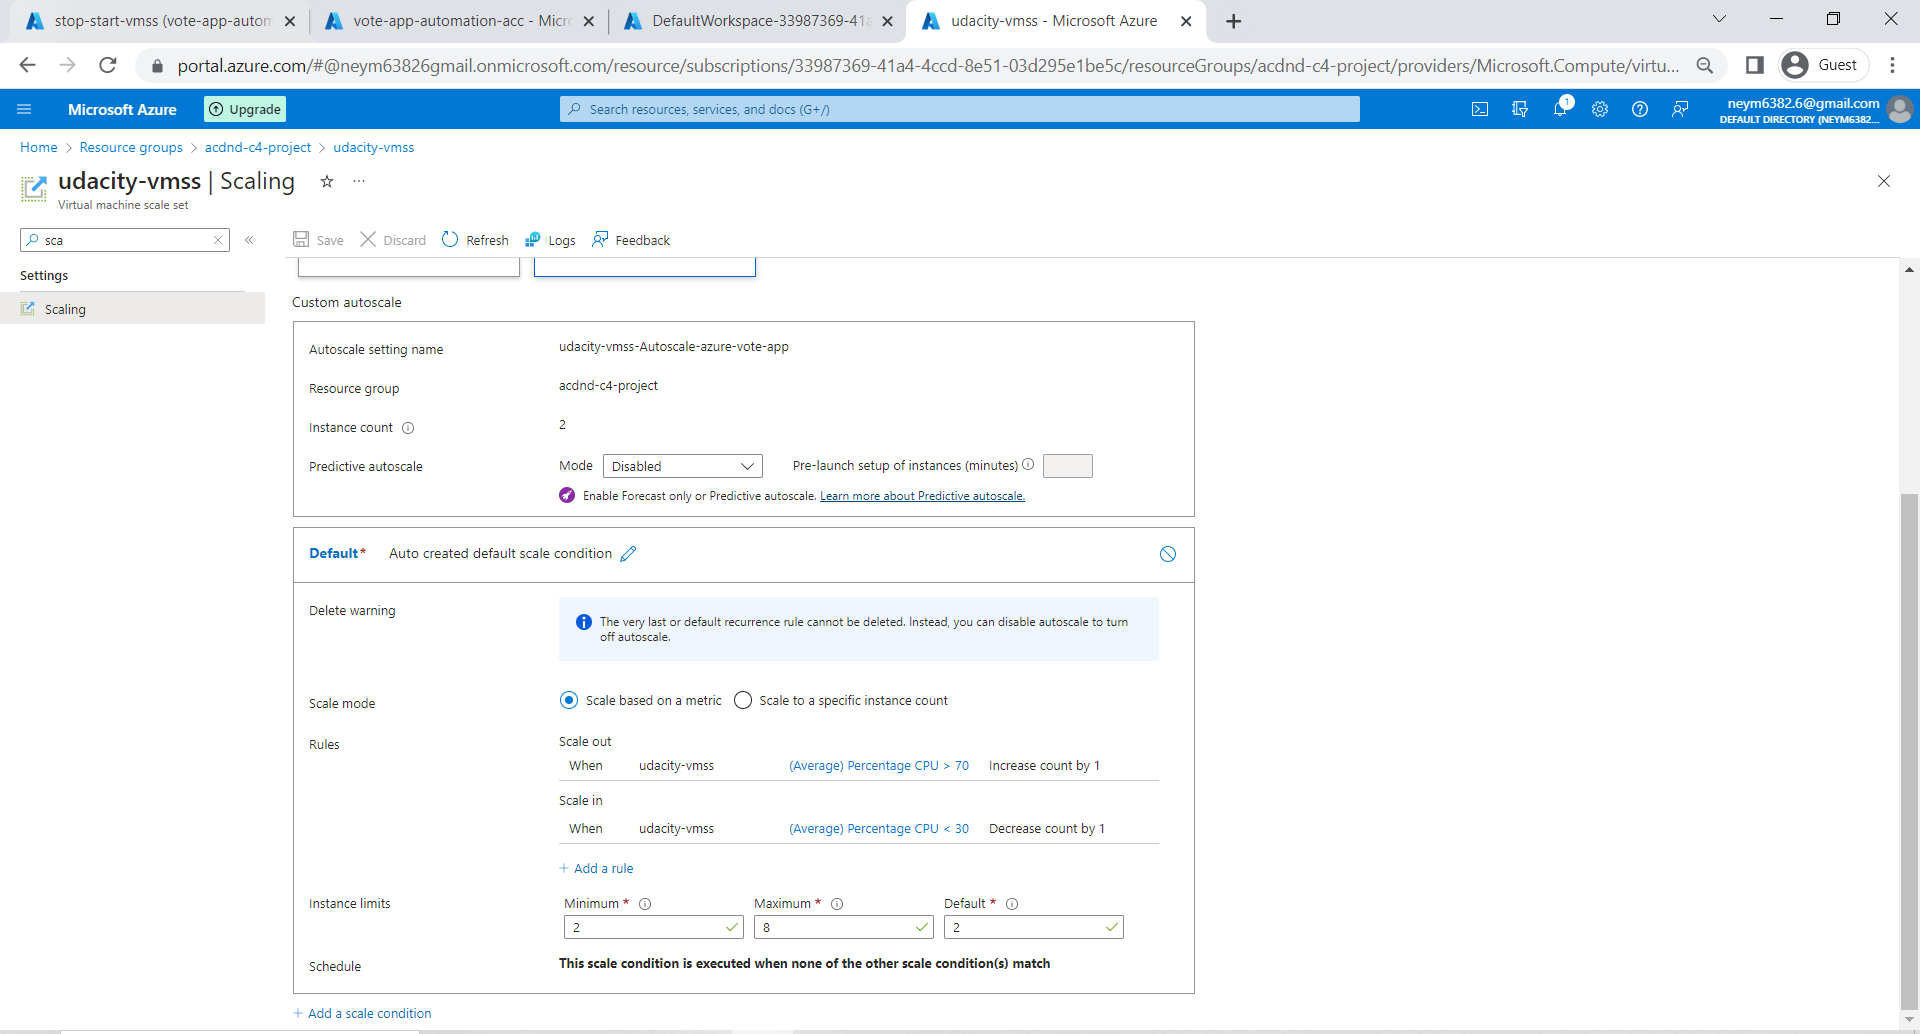 stop-start-vmss (vote-app-autom
vote-app-automation-acc - Micr
DefaultWorkspace-33987369-41a
udacity-vmss - Microsoft Azure
portal.azure.com/#@neym63826gmail.onmicrosoft.com/resource/subscriptions/33987369-41a4-4ccd-8e51-03d295e1be5c/resourceGroups/acdnd-c4-project/providers/Microsoft.Compute/virtu...
Guest
Microsoft Azure
Upgrade
Search resources, services, and docs (G+/)
1
neym6382.6@gmail.com
DEFAULT DIRECTORY (NEYM6382...
Home > Resource groups > acdnd-c4-project > udacity-vmss
udacity-vmss | Scaling
Virtual machine scale set
sca
Save
Discard
Refresh
Logs
Feedback
Settings
Scaling
Custom autoscale
Autoscale setting name
udacity-vmss-Autoscale-azure-vote-app
Resource group
acdnd-c4-project
Instance count
2
Predictive autoscale
Mode
Disabled
Pre-launch setup of instances (minutes)
Enable Forecast only or Predictive autoscale. Learn more about Predictive autoscale.
Default*
Auto created default scale condition
Delete warning
The very last or default recurrence rule cannot be deleted. Instead, you can disable autoscale to turn
off autoscale.
Scale mode
Scale based on a metric
Scale to a specific instance count
Rules
Scale out
When udacity-vmss (Average) Percentage CPU > 70 Increase count by 1
Scale in
When udacity-vmss (Average) Percentage CPU < 30 Decrease count by 1
+ Add a rule
Instance limits
Minimum *
Maximum *
Default *
2
8
2
Schedule
This scale condition is executed when none of the other scale condition(s) match
+ Add a scale condition